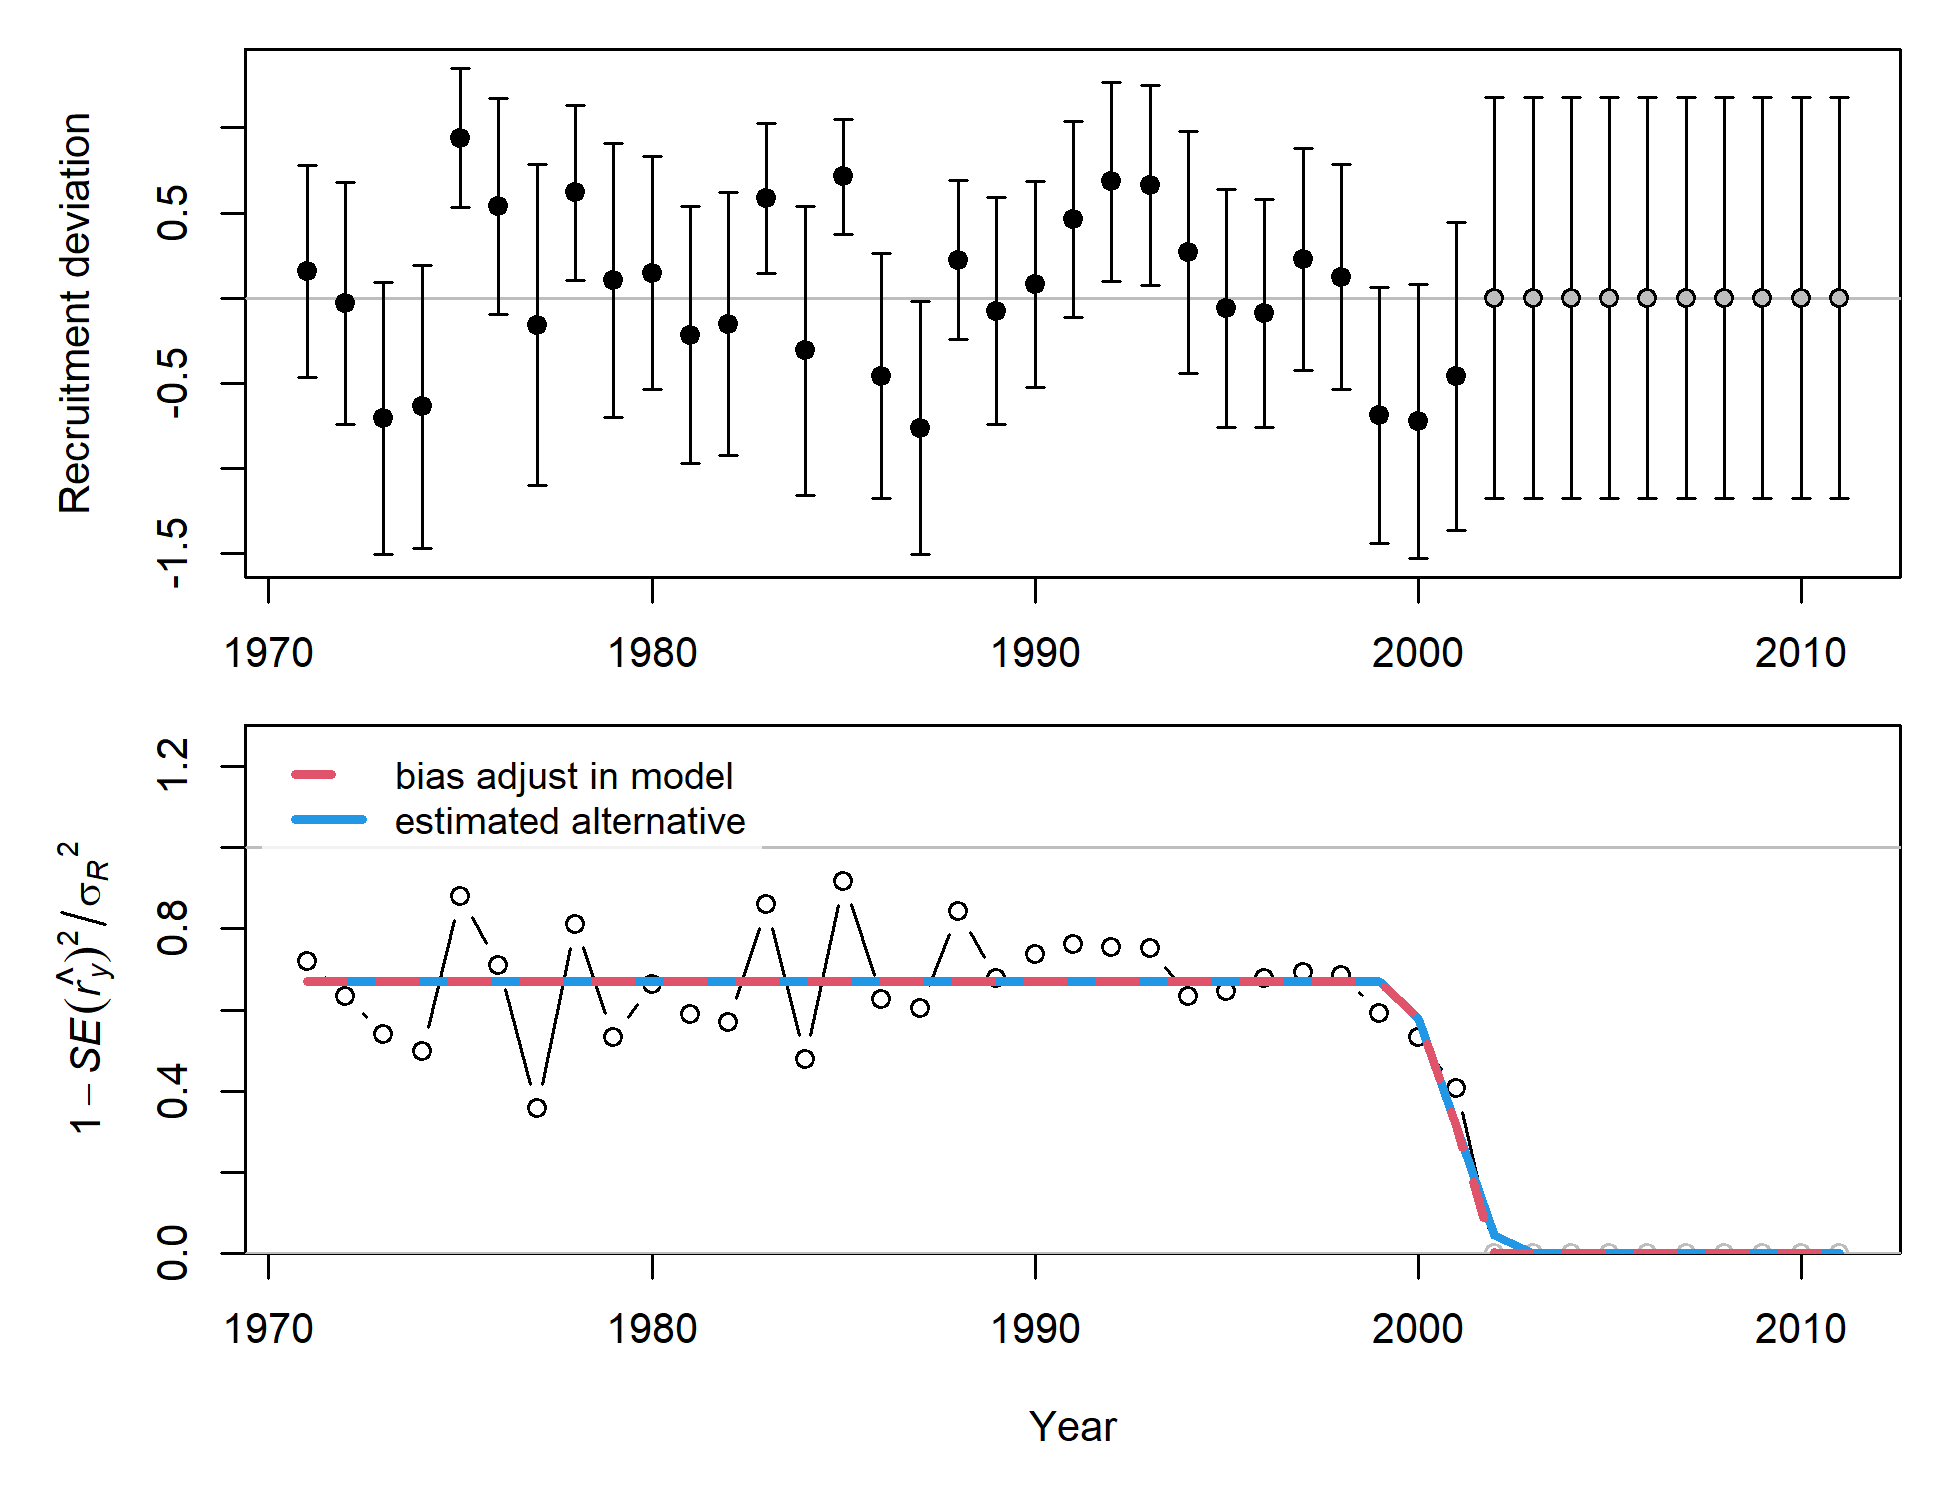 Recruitment deviation
0.5
-0.5
-1.5
1970 1980 1990 2000 2010
bias adjust in model
estimated alternative
1 − SE(r̂y)²/σR²
1.2
0.8
0.4
0.0
1970 1980 1990 2000 2010
Year